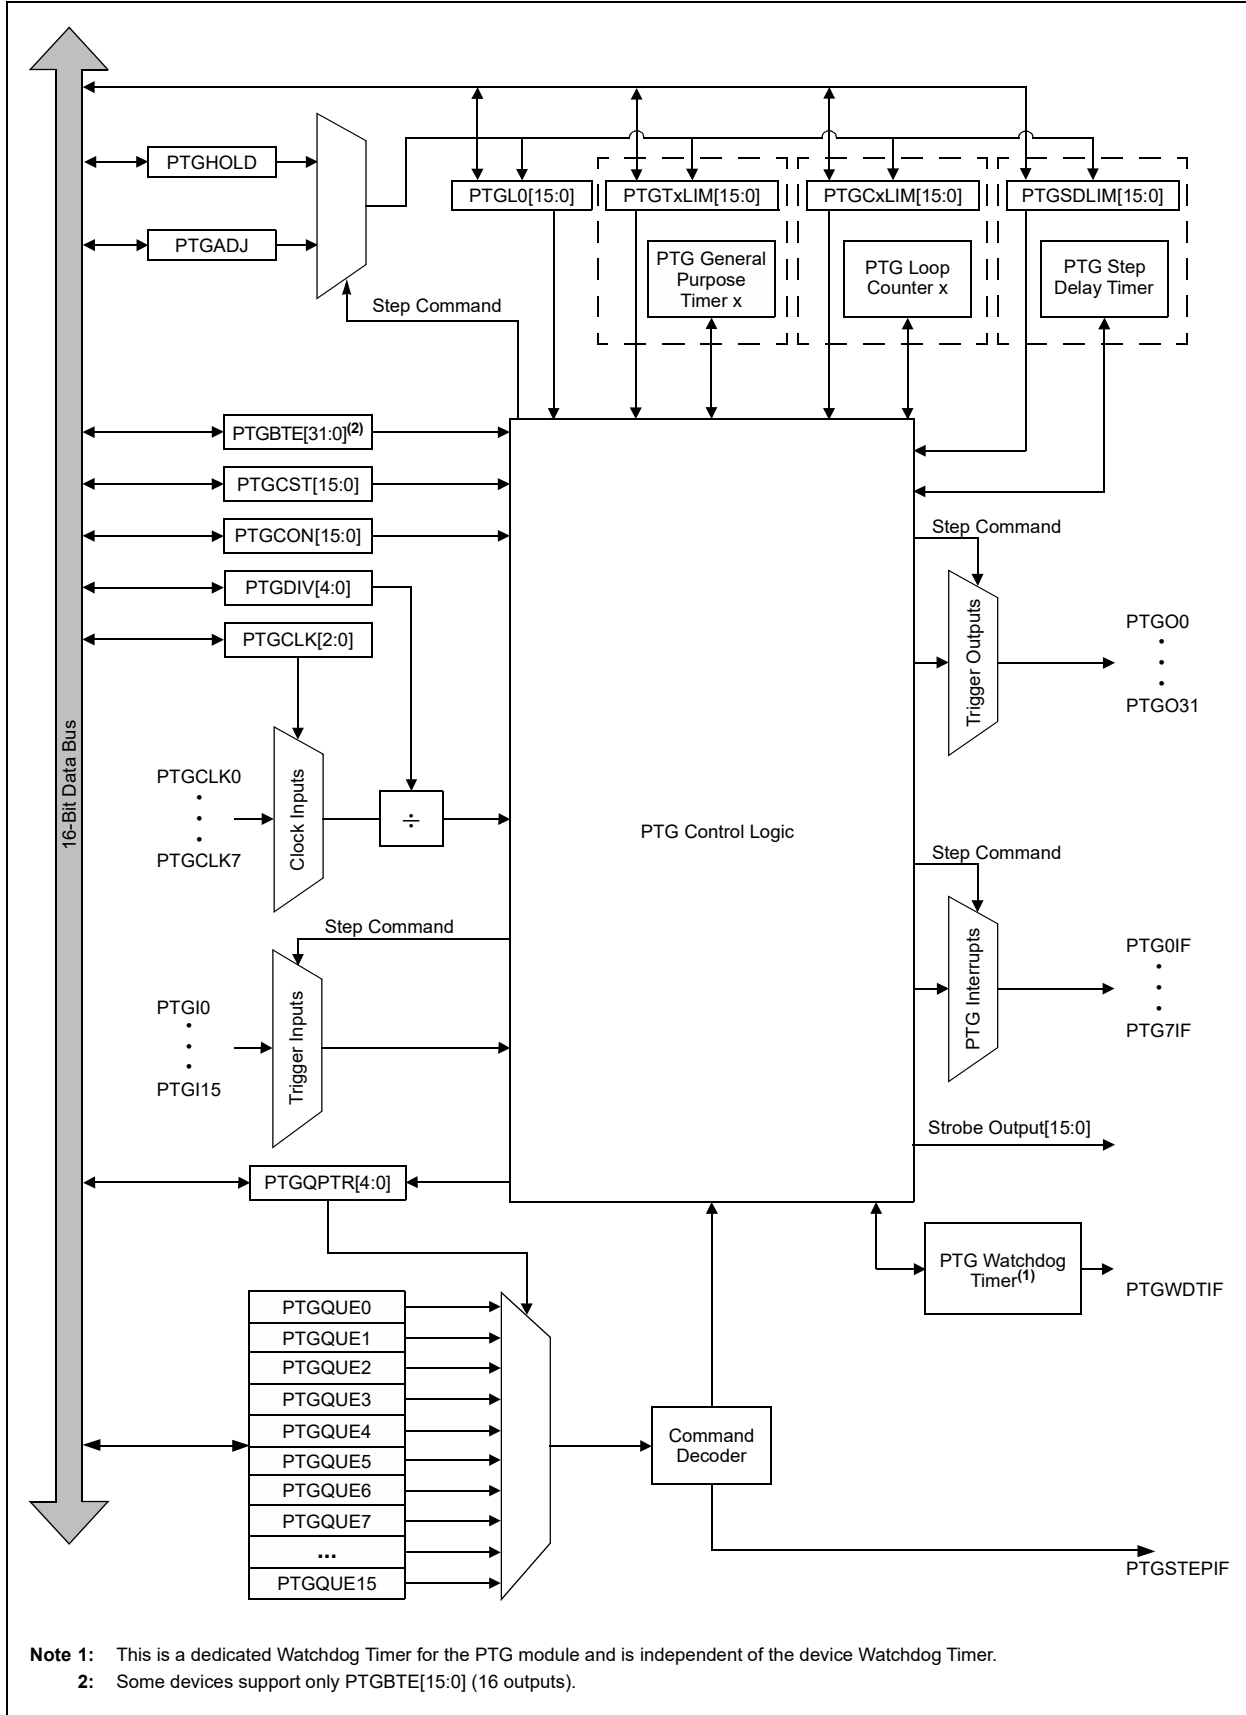 PTGHOLD
PTGADJ
PTGL0[15:0]
PTGTxLIM[15:0]
PTGCxLIM[15:0]
PTGSDLIM[15:0]
PTG General
Purpose
Timer x
PTG Loop
Counter x
PTG Step
Delay Timer
Step Command
PTGBTE[31:0](2)
PTGCST[15:0]
PTGCON[15:0]
PTGDIV[4:0]
PTGCLK[2:0]
16-Bit Data Bus
PTGCLK0
PTGCLK7
Clock Inputs
÷
PTG Control Logic
Step Command
Trigger Outputs
PTGO0
PTGO31
Step Command
PTG Interrupts
PTG0IF
PTG7IF
Step Command
PTGI0
PTGI15
Trigger Inputs
Strobe Output[15:0]
PTGQPTR[4:0]
PTG Watchdog
Timer(1)
PTGWDTIF
PTGQUE0
PTGQUE1
PTGQUE2
PTGQUE3
PTGQUE4
PTGQUE5
PTGQUE6
PTGQUE7
...
PTGQUE15
Command
Decoder
PTGSTEPIF
Note 1: This is a dedicated Watchdog Timer for the PTG module and is independent of the device Watchdog Timer.
2: Some devices support only PTGBTE[15:0] (16 outputs).